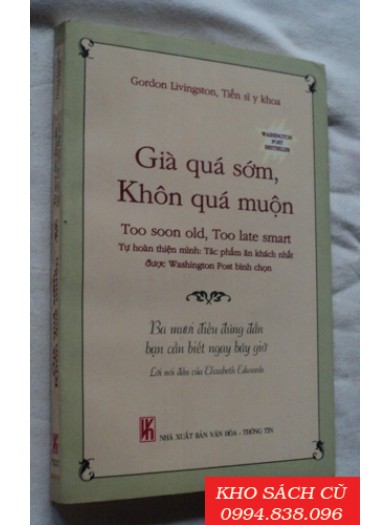 Gordon Livingston, Tiến sĩ y khoa
WASHINGTON
POST
BESTSELLER
Già quá sớm,
Khôn quá muộn
Too soon old, Too late smart
Tự hoàn thiện mình: Tác phẩm ăn khách nhất
được Washington Post bình chọn
Ba mươi điều đúng đắn
bạn cần biết ngay bây giờ
Lời nói đầu của Elizabeth Edwards
NHÀ XUẤT BẢN VĂN HÓA - THÔNG TIN
KHO SÁCH CŨ
0994.838.096